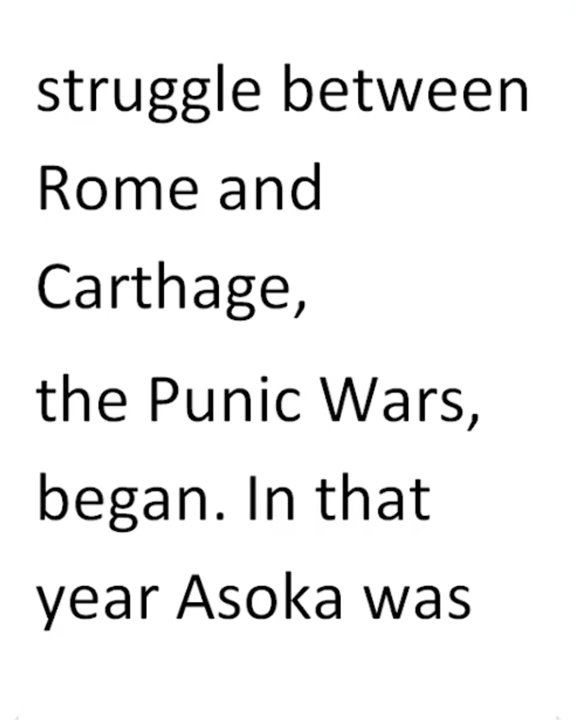 struggle between
Rome and
Carthage,
the Punic Wars,
began. In that
year Asoka was